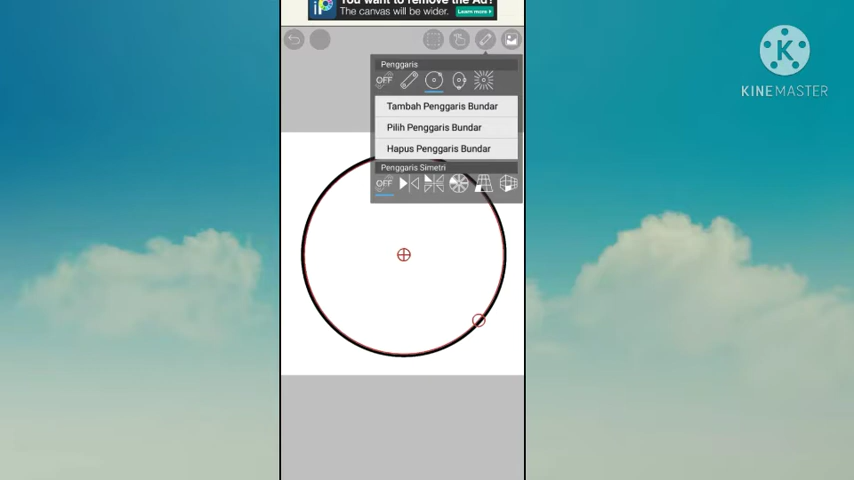 You want to remove the Ad?
The canvas will be wider.
Learn more >
Penggaris
OFF
Tambah Penggaris Bundar
Pilih Penggaris Bundar
Hapus Penggaris Bundar
Penggaris Simetri
OFF
K
KINEMASTER